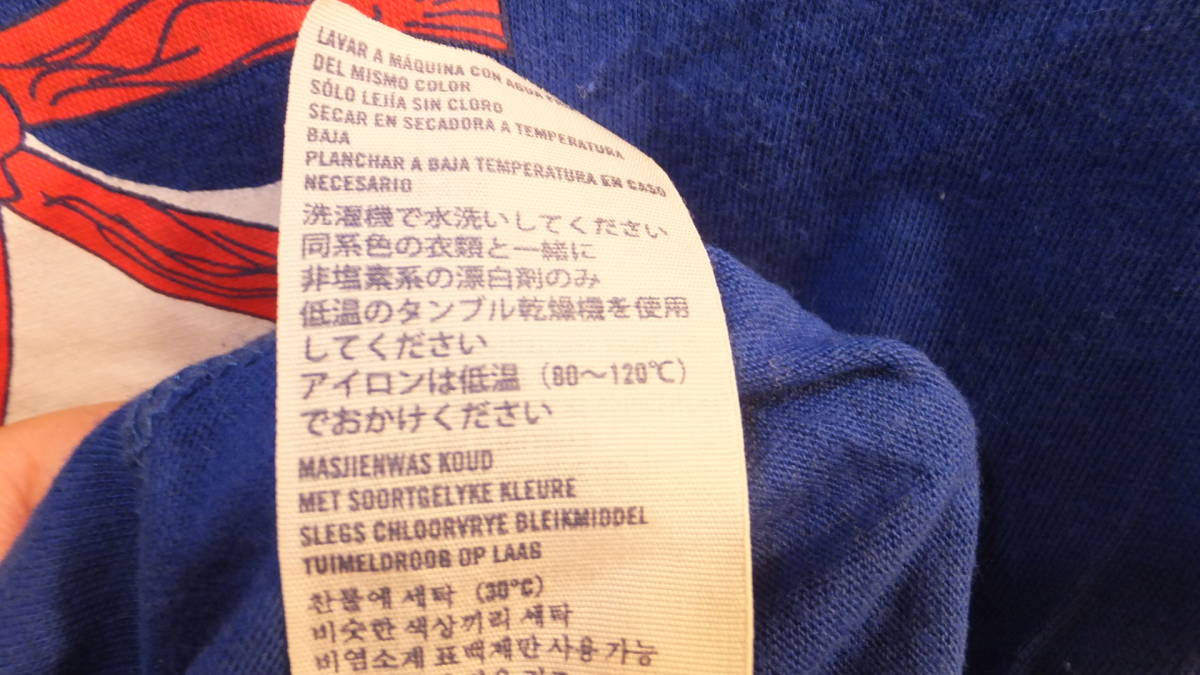 LAVAR A MÁQUINA CON AGUA
DEL MISMO COLOR
SÓLO LEJÍA SIN CLORO
SECAR EN SECADORA A TEMPERATURA
BAJA
PLANCHAR A BAJA TEMPERATURA EN CASO
NECESARIO
洗濯機で水洗いしてください
同系色の衣類と一緒に
非塩素系の漂白剤のみ
低温のタンブル乾燥機を使用
してください
アイロンは低温（80～120℃）
でおかけください
MASJIENWAS KOUD
MET SOORTGELYKE KLEURE
SLEGS CHLOORVRYE BLEIKMIDDEL
TUIMELDROOG OP LAAG
찬물에 세탁 (30°C)
비슷한 색상끼리 세탁
비염소계 표백제만 사용 가능